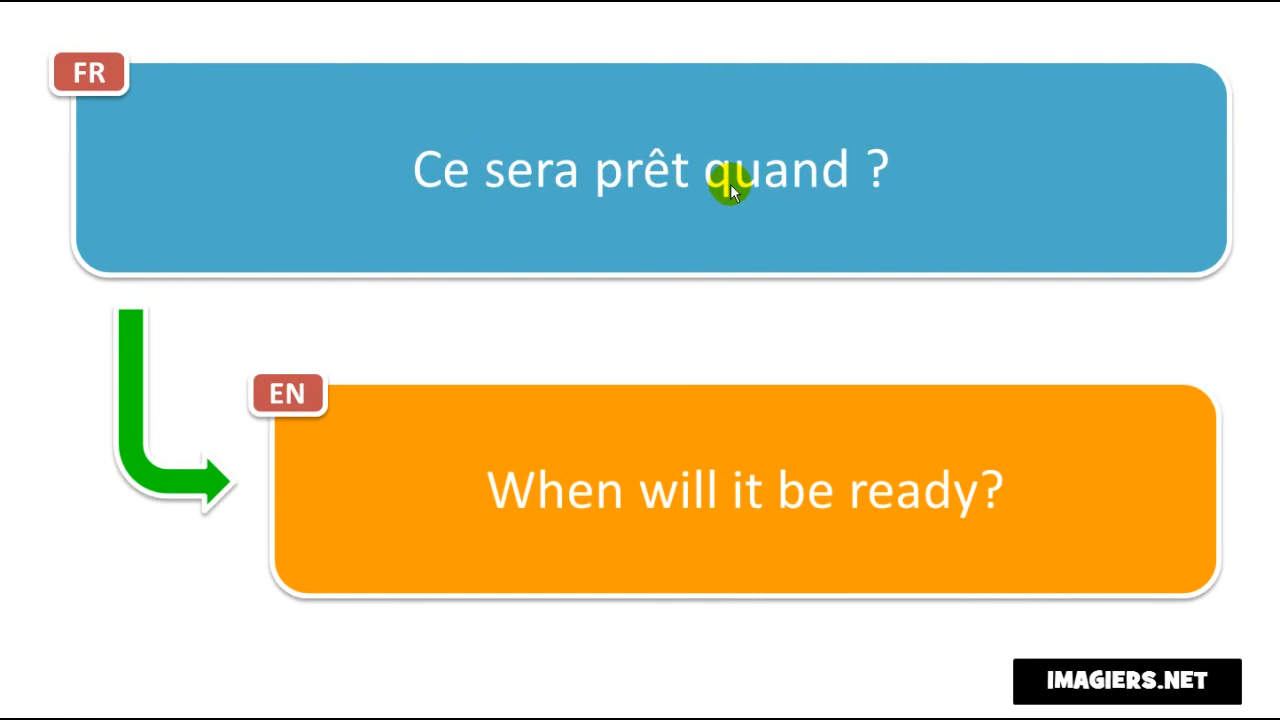 FR
Ce sera prêt quand ?
EN
When will it be ready?
IMAGIERS.NET